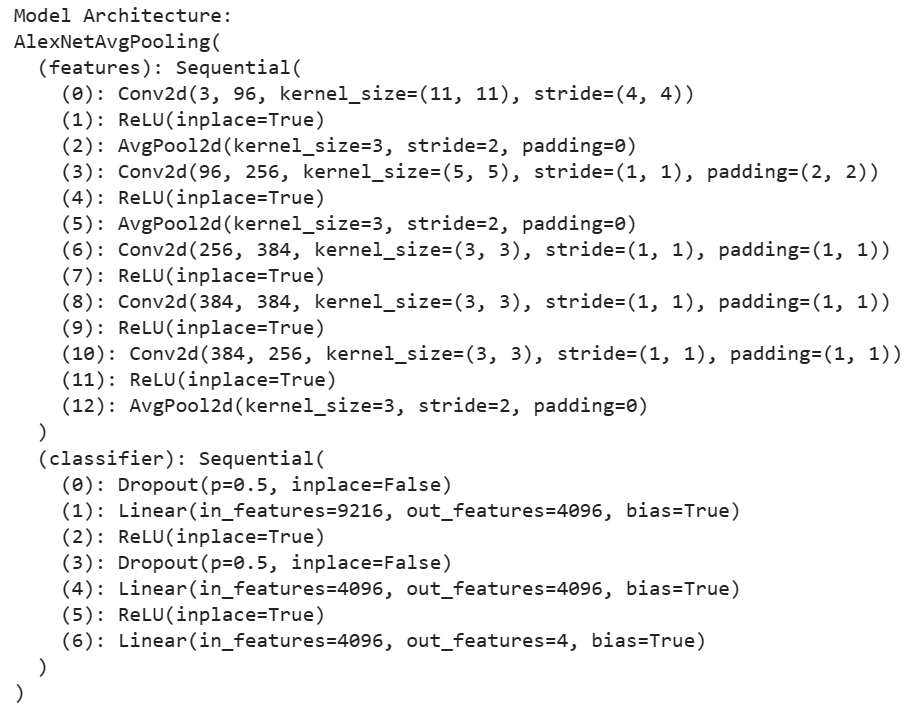 Model Architecture:
AlexNetAvgPooling(
  (features): Sequential(
    (0): Conv2d(3, 96, kernel_size=(11, 11), stride=(4, 4))
    (1): ReLU(inplace=True)
    (2): AvgPool2d(kernel_size=3, stride=2, padding=0)
    (3): Conv2d(96, 256, kernel_size=(5, 5), stride=(1, 1), padding=(2, 2))
    (4): ReLU(inplace=True)
    (5): AvgPool2d(kernel_size=3, stride=2, padding=0)
    (6): Conv2d(256, 384, kernel_size=(3, 3), stride=(1, 1), padding=(1, 1))
    (7): ReLU(inplace=True)
    (8): Conv2d(384, 384, kernel_size=(3, 3), stride=(1, 1), padding=(1, 1))
    (9): ReLU(inplace=True)
    (10): Conv2d(384, 256, kernel_size=(3, 3), stride=(1, 1), padding=(1, 1))
    (11): ReLU(inplace=True)
    (12): AvgPool2d(kernel_size=3, stride=2, padding=0)
  )
  (classifier): Sequential(
    (0): Dropout(p=0.5, inplace=False)
    (1): Linear(in_features=9216, out_features=4096, bias=True)
    (2): ReLU(inplace=True)
    (3): Dropout(p=0.5, inplace=False)
    (4): Linear(in_features=4096, out_features=4096, bias=True)
    (5): ReLU(inplace=True)
    (6): Linear(in_features=4096, out_features=4, bias=True)
  )
)